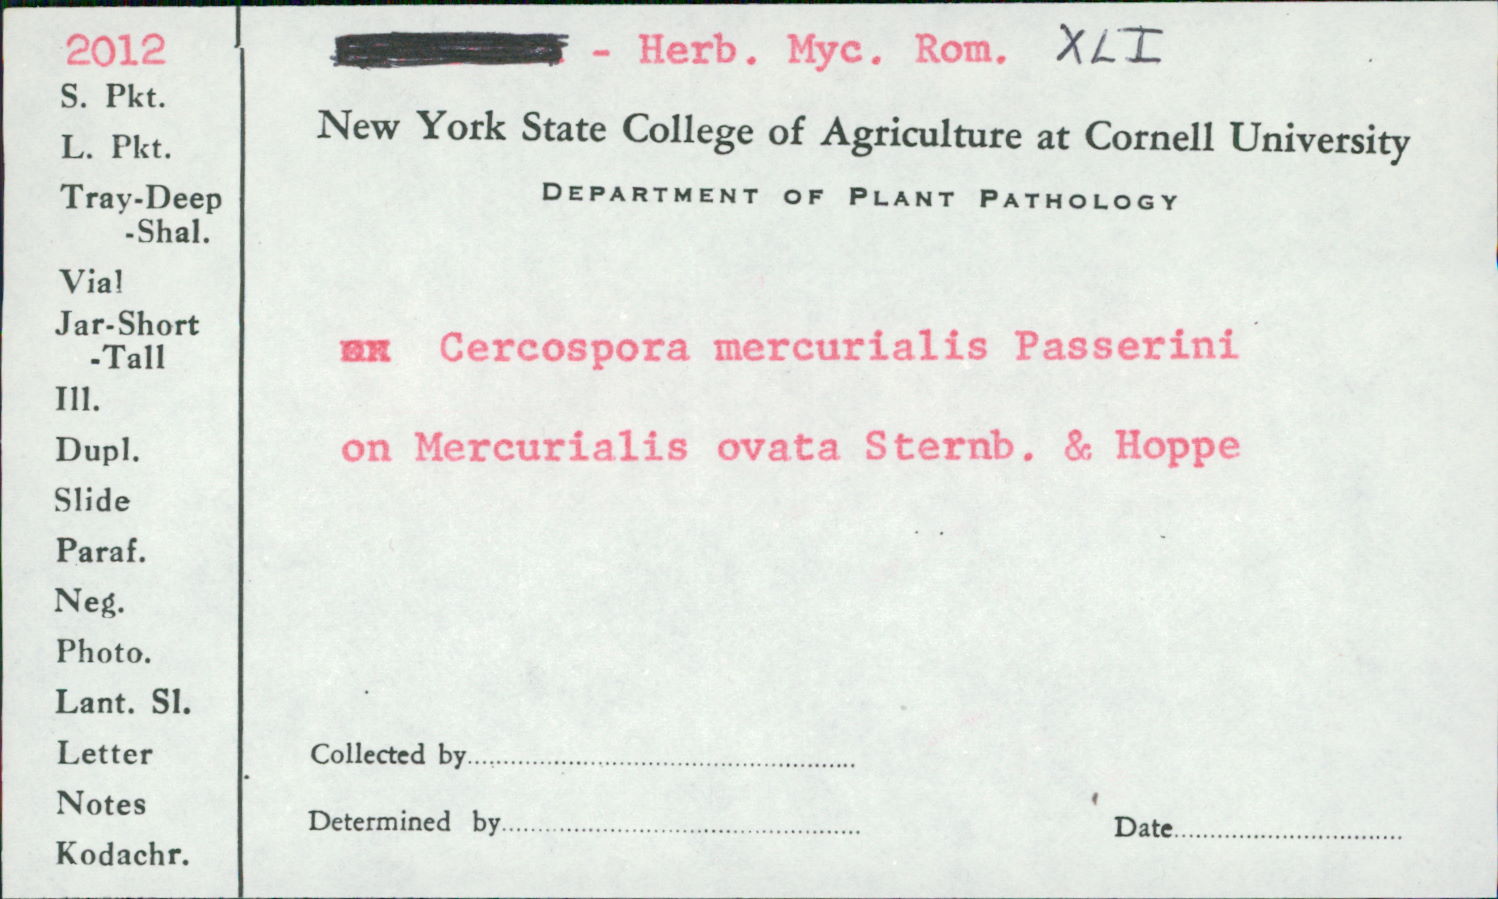 2012
S. Pkt.
L. Pkt.
Tray-Deep
-Shal.
Vial
Jar-Short
-Tall
Ill.
Dupl.
Slide
Paraf.
Neg.
Photo.
Lant. Sl.
Letter
Notes
Kodachr.
- Herb. Myc. Rom. XLI
New York State College of Agriculture at Cornell University
DEPARTMENT OF PLANT PATHOLOGY
Cercospora mercurialis Passerini
on Mercurialis ovata Sternb. & Hoppe
Collected by
Determined by
Date